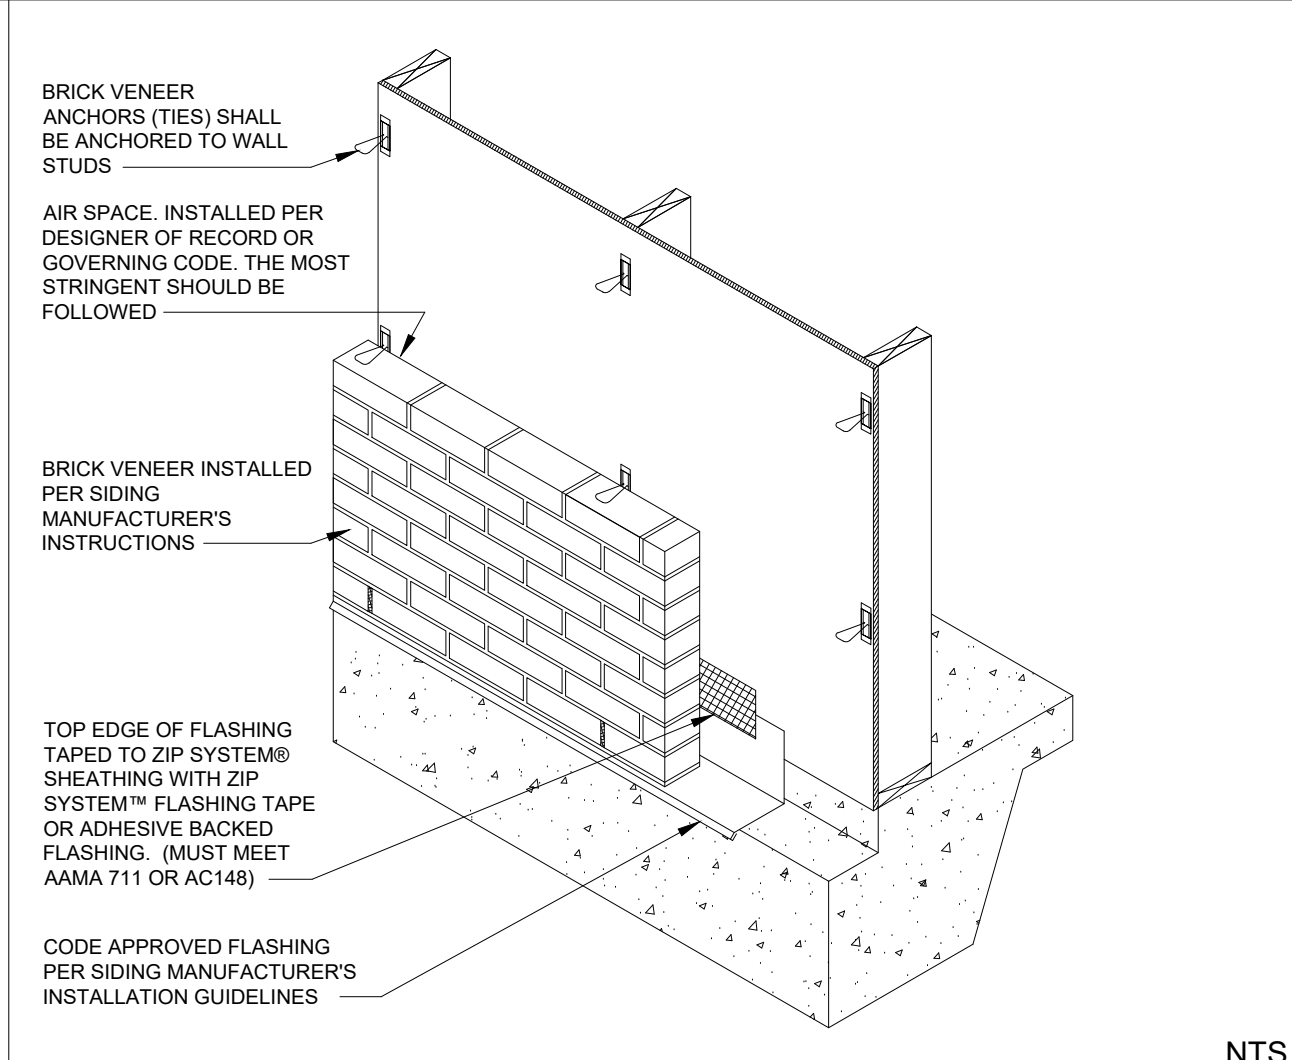 BRICK VENEER
ANCHORS (TIES) SHALL
BE ANCHORED TO WALL
STUDS
AIR SPACE. INSTALLED PER
DESIGNER OF RECORD OR
GOVERNING CODE. THE MOST
STRINGENT SHOULD BE
FOLLOWED
BRICK VENEER INSTALLED
PER SIDING
MANUFACTURER'S
INSTRUCTIONS
TOP EDGE OF FLASHING
TAPED TO ZIP SYSTEM®
SHEATHING WITH ZIP
SYSTEM™ FLASHING TAPE
OR ADHESIVE BACKED
FLASHING. (MUST MEET
AAMA 711 OR AC148)
CODE APPROVED FLASHING
PER SIDING MANUFACTURER'S
INSTALLATION GUIDELINES
NTS